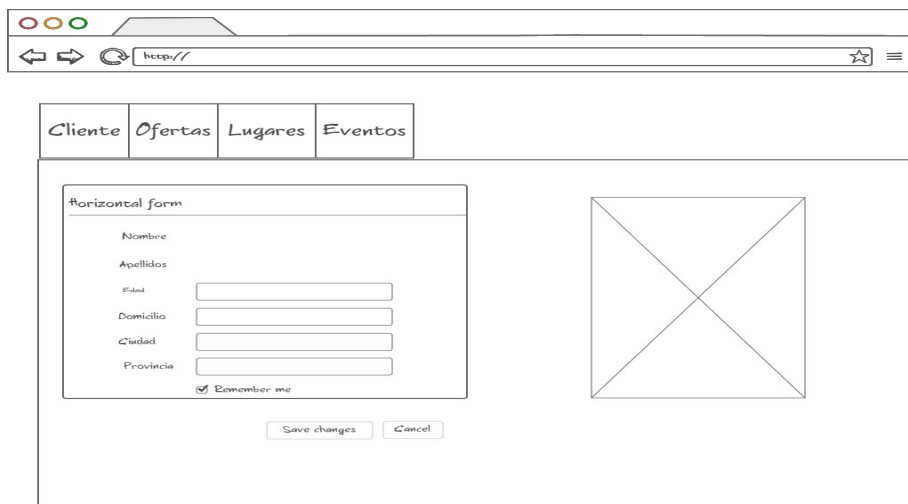 http://
Cliente Ofertas Lugares Eventos
Horizontal form
Nombre
Apellidos
Edad
Domicilio
Ciudad
Provincia
Remember me
Save changes Cancel